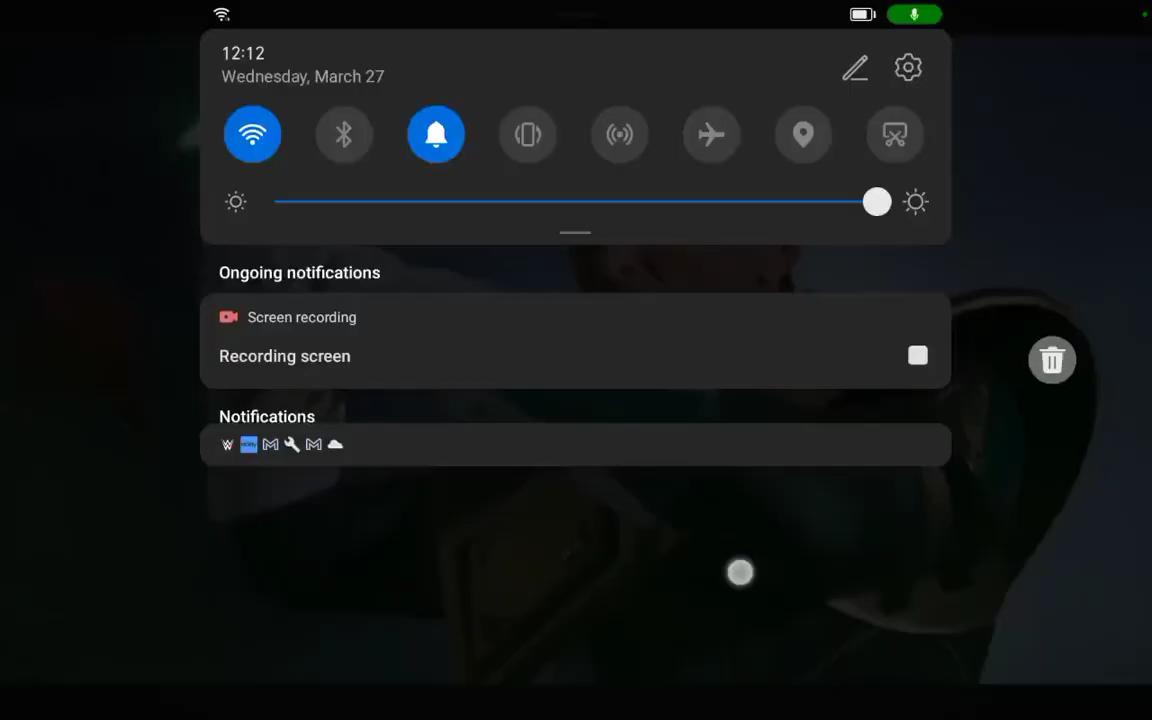 12:12
Wednesday, March 27
Ongoing notifications
Screen recording
Recording screen
Notifications